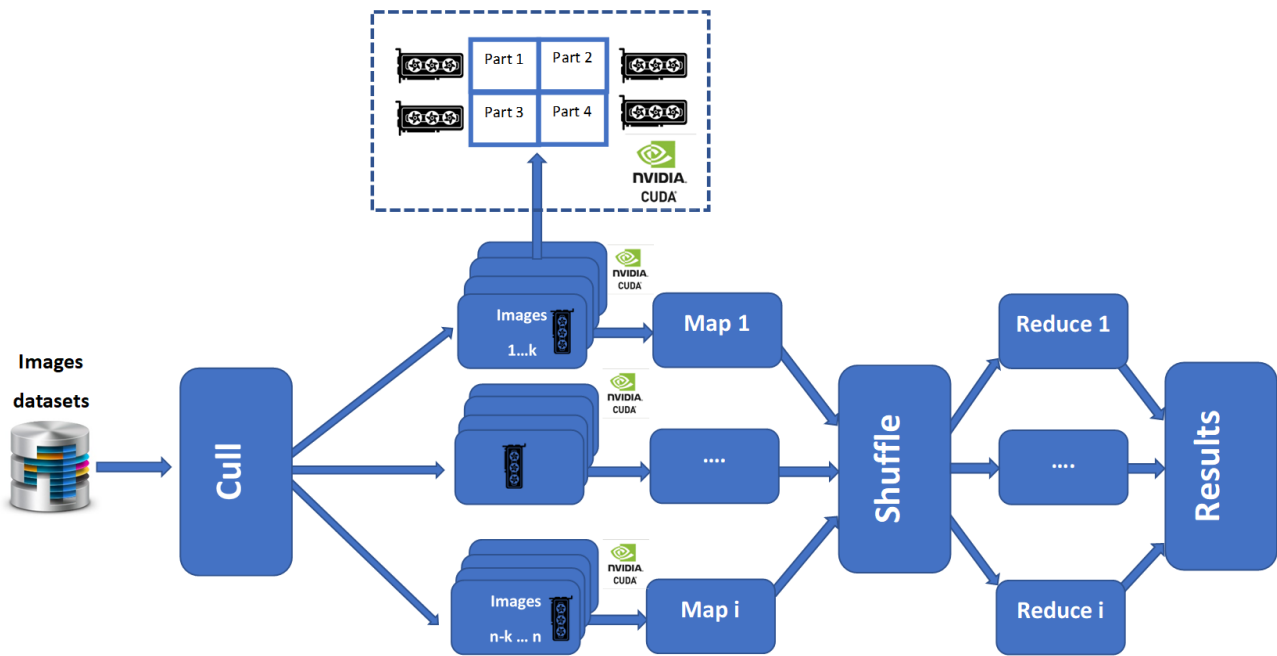 Part 1
Part 2
Part 3
Part 4
NVIDIA.
CUDA
NVIDIA.
CUDA
Images
1...k
Map 1
Reduce 1
Images
datasets
Cull
NVIDIA.
CUDA
....
Shuffle
....
Results
NVIDIA.
CUDA
Images
n-k ... n
Map i
Reduce i